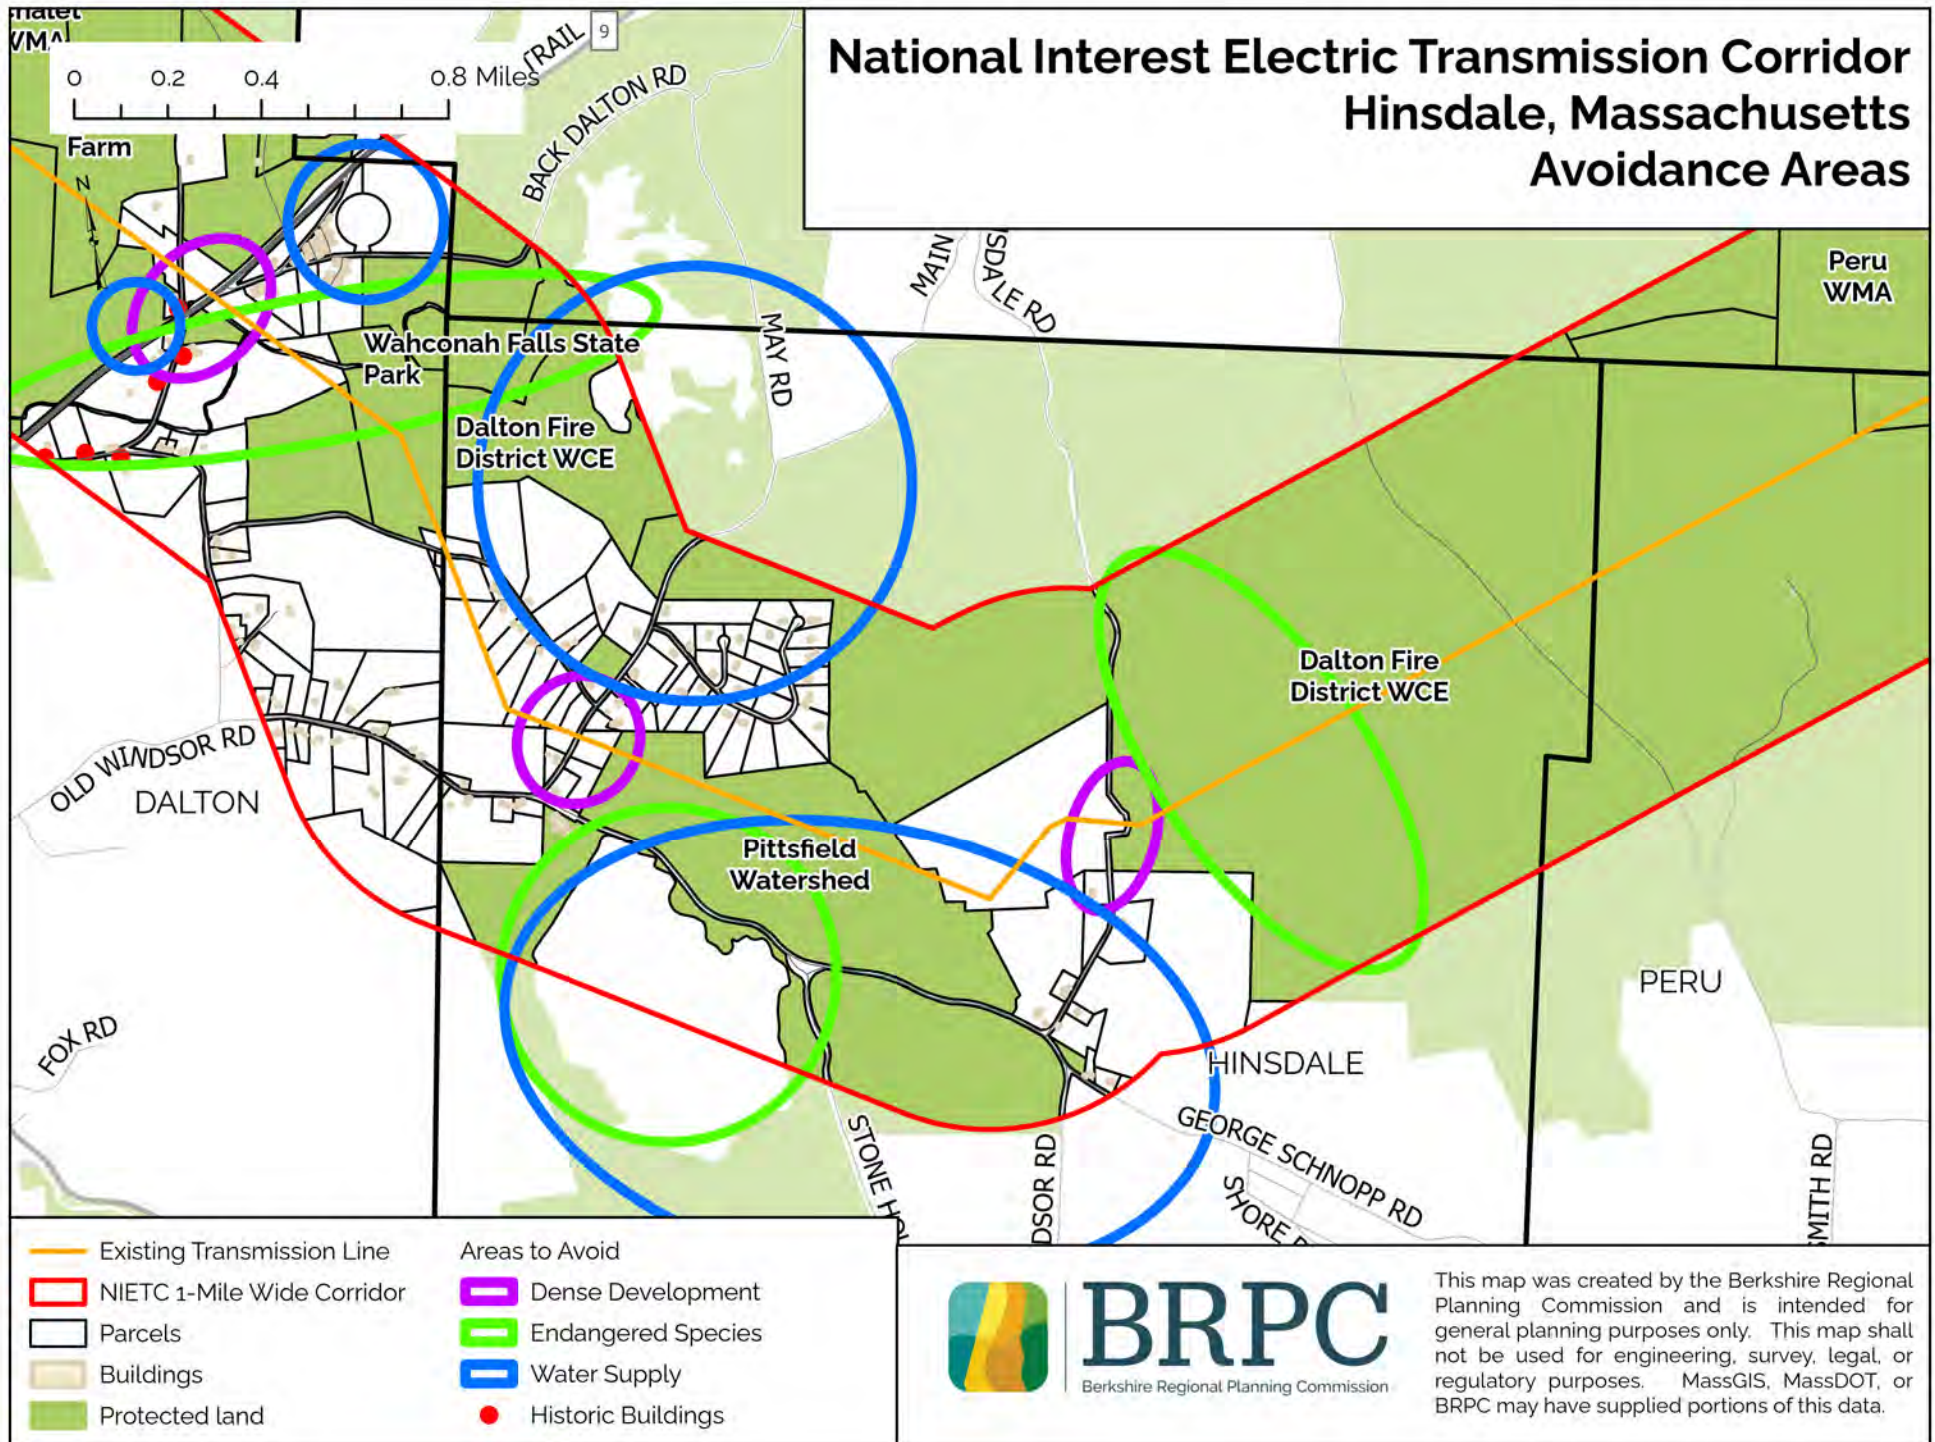 National Interest Electric Transmission Corridor
Hinsdale, Massachusetts
Avoidance Areas
0 0.2 0.4 0.8 Miles
TRAIL
9
BACK DALTON RD
Farm
N
MAIN
MAY RD
Peru
WMA
Wahconah Falls State
Park
Dalton Fire
District WCE
Dalton Fire
District WCE
OLD WINDSOR RD
DALTON
Pittsfield
Watershed
PERU
FOX RD
HINSDALE
GEORGE SCHNOPP RD
SMITH RD
Existing Transmission Line
NIETC 1-Mile Wide Corridor
Parcels
Buildings
Protected land
Areas to Avoid
Dense Development
Endangered Species
Water Supply
Historic Buildings
BRPC
Berkshire Regional Planning Commission
This map was created by the Berkshire Regional
Planning Commission and is intended for
general planning purposes only. This map shall
not be used for engineering, survey, legal, or
regulatory purposes. MassGIS, MassDOT, or
BRPC may have supplied portions of this data.